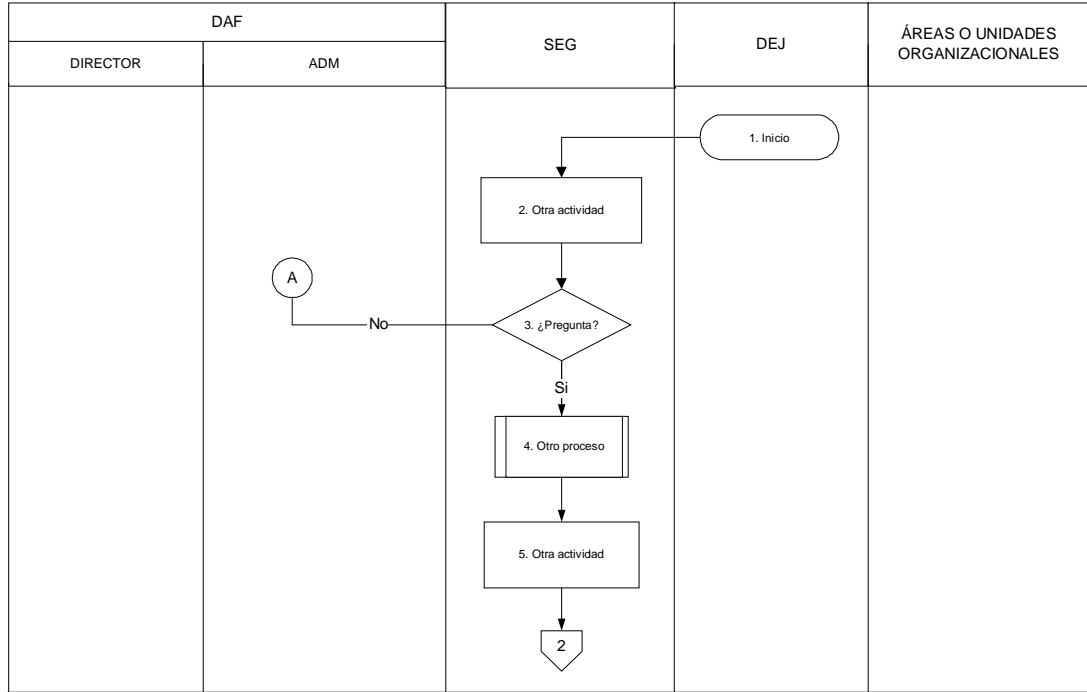 DAF
SEG
DEJ
ÁREAS O UNIDADES
ORGANIZACIONALES
DIRECTOR
ADM
1. Inicio
2. Otra actividad
A
No
3. ¿Pregunta?
Si
4. Otro proceso
5. Otra actividad
2